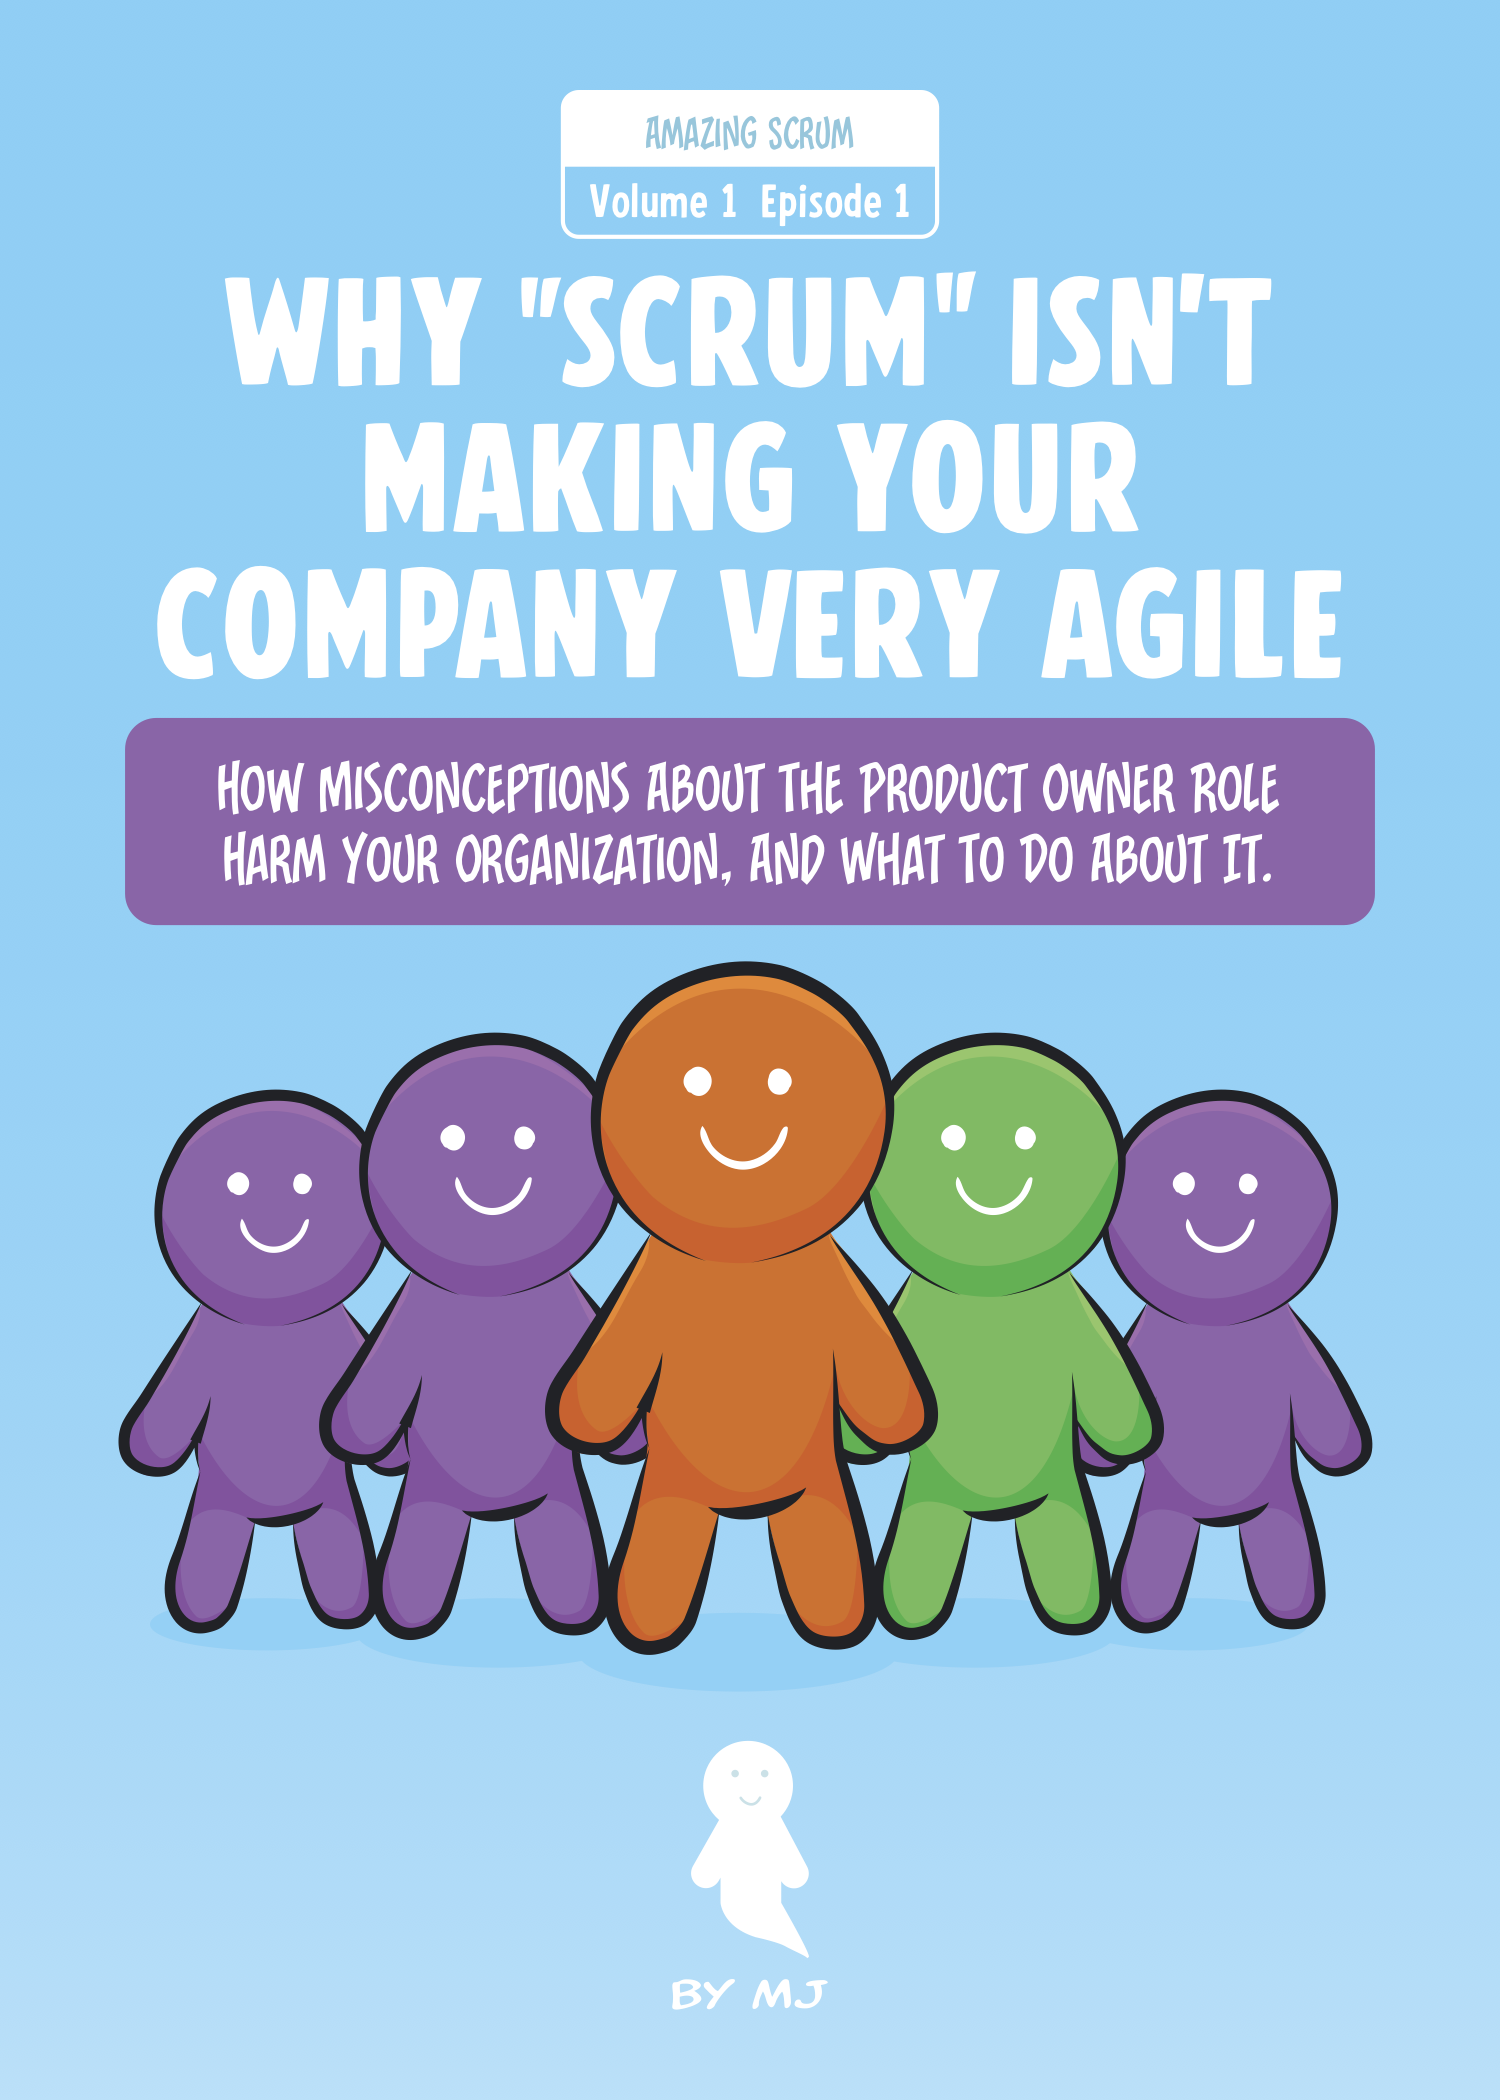 AMAZING SCRUM
Volume 1 Episode 1
WHY "SCRUM" ISN'T
MAKING YOUR
COMPANY VERY AGILE
HOW MISCONCEPTIONS ABOUT THE PRODUCT OWNER ROLE
HARM YOUR ORGANIZATION, AND WHAT TO DO ABOUT IT.
BY MJ